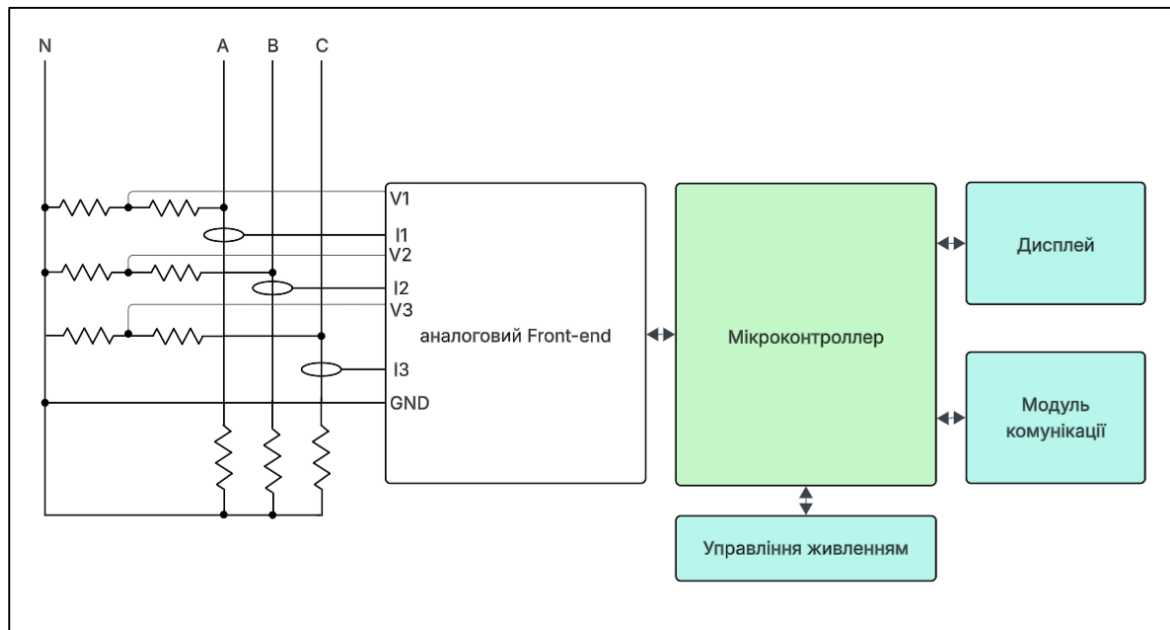 N
A
B
C
V1
I1
V2
I2
V3
I3
GND
аналоговий Front-end
Мікроконтроллер
Дисплей
Модуль
комунікації
Управління живленням